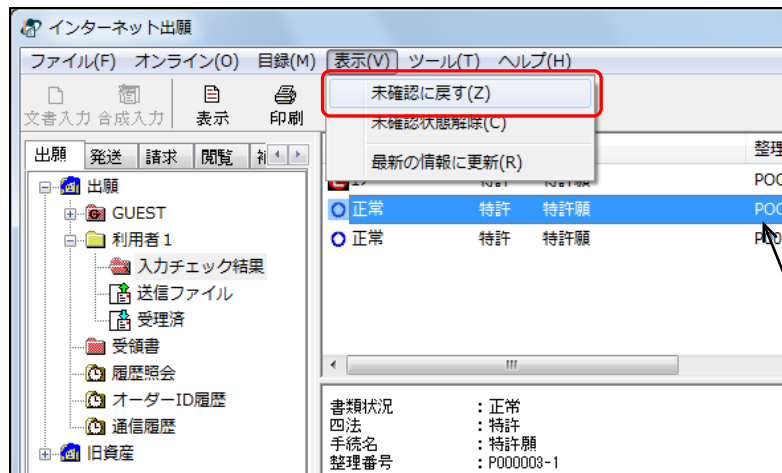 インターネット出願
ファイル(F) オンライン(O) 目録(M) 表示(V) ツール(T) ヘルプ(H)
文書入力 合成入力 表示 印刷
未確認に戻す(Z)
未確認状態解除(C)
最新の情報に更新(R)
出願 発送 請求 閲覧
整理
特許 特許願 POO
正常 特許 特許願 POO
正常 特許 特許願 POO
出願
GUEST
利用者1
入力チェック結果
送信ファイル
受理済
受領書
履歴照会
オーダーID履歴
通信履歴
旧資産
書類状況 :正常
四法 :特許
手続名 :特許願
整理番号 :P000003-1